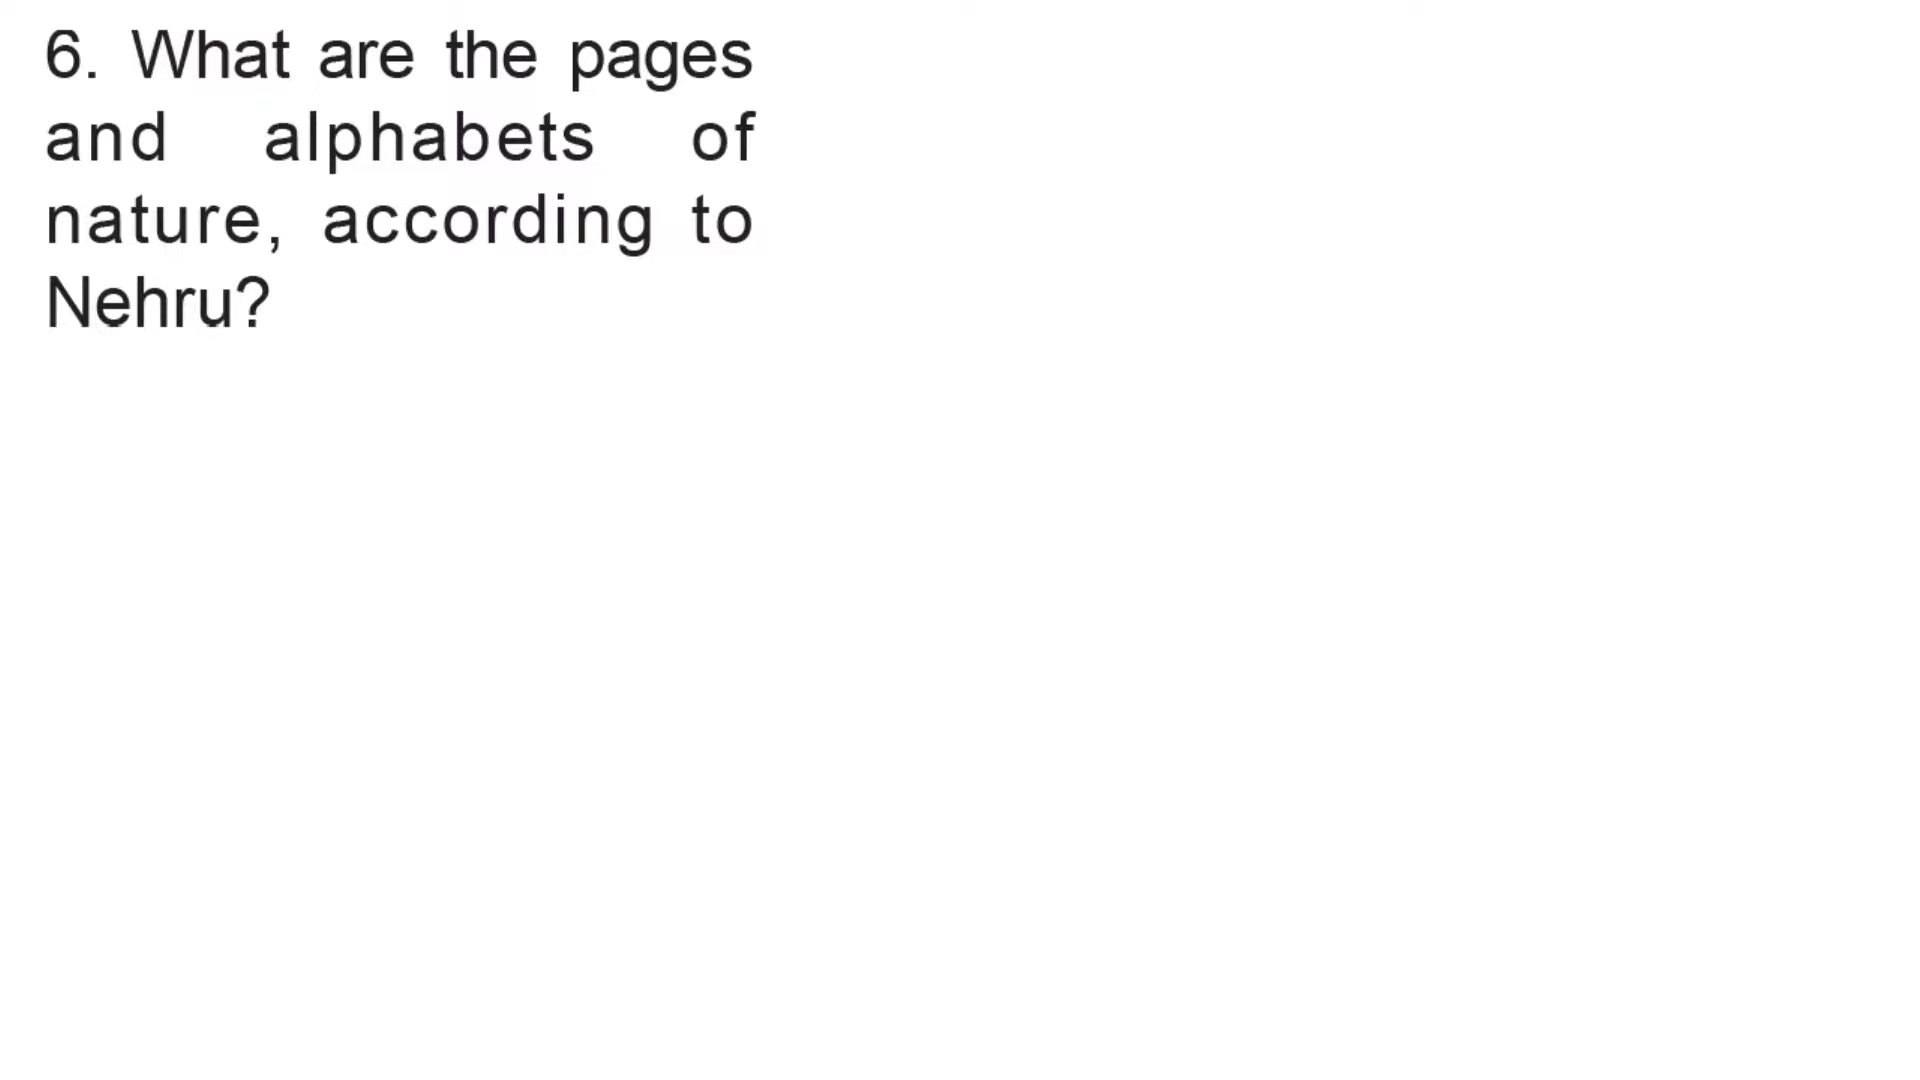 6. What are the pages
and alphabets of
nature, according to
Nehru?